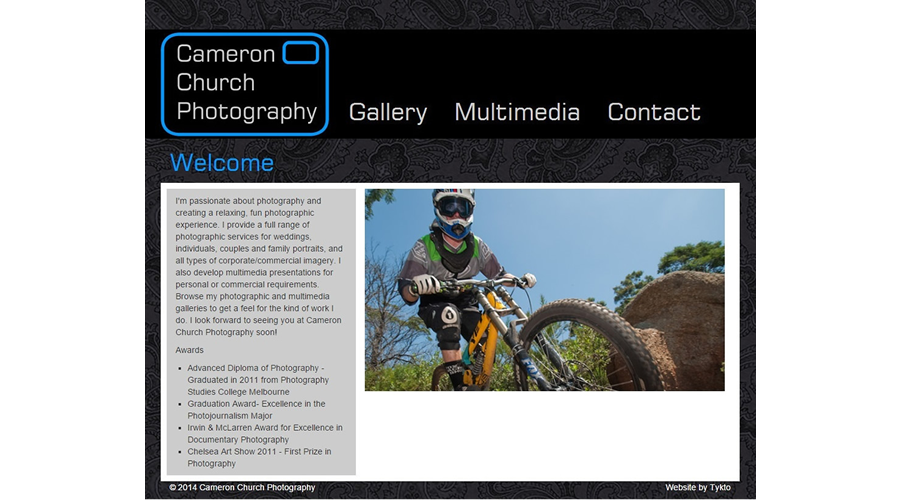 Cameron
Church
Photography
Gallery Multimedia Contact
Welcome
I'm passionate about photography and
creating a relaxing, fun photographic
experience. I provide a full range of
photographic services for weddings,
individuals, couples and family portraits, and
all types of corporate/commercial imagery. I
also develop multimedia presentations for
personal or commercial requirements.
Browse my photographic and multimedia
galleries to get a feel for the kind of work I
do. I look forward to seeing you at Cameron
Church Photography soon!
Awards
• Advanced Diploma of Photography -
Graduated in 2011 from Photography
Studies College Melbourne
• Graduation Award- Excellence in the
Photojournalism Major
• Irwin & McLarren Award for Excellence in
Documentary Photography
• Chelsea Art Show 2011 - First Prize in
Photography
© 2014 Cameron Church Photography
Website by Tykto